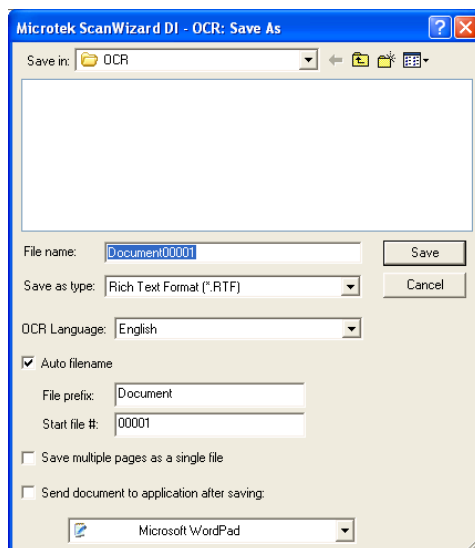 Microtek ScanWizard DI - OCR: Save As
Save in: OCR
File name: Document00001 Save
Save as type: Rich Text Format (*.RTF) Cancel
OCR Language: English
Auto filename
File prefix: Document
Start file #: 00001
Save multiple pages as a single file
Send document to application after saving:
Microsoft WordPad